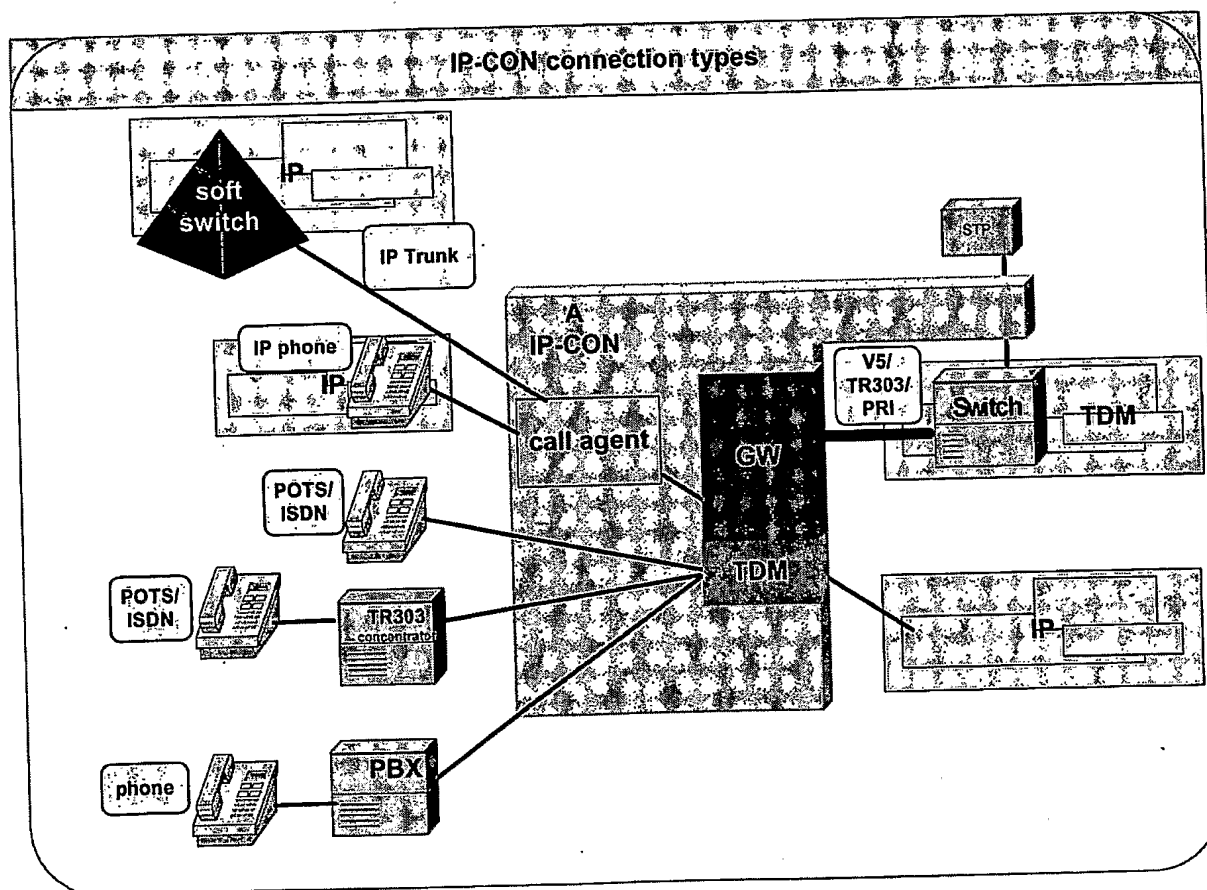 IP-CON connection types
soft
switch
IP
IP Trunk
STP
A
IP-CON
IP phone
IP
V5/
TR303/
PRI
Switch
TDM
call agent
GW
POTS/
ISDN
TDM
POTS/
ISDN
TR303
concentrator
IP
phone
PBX